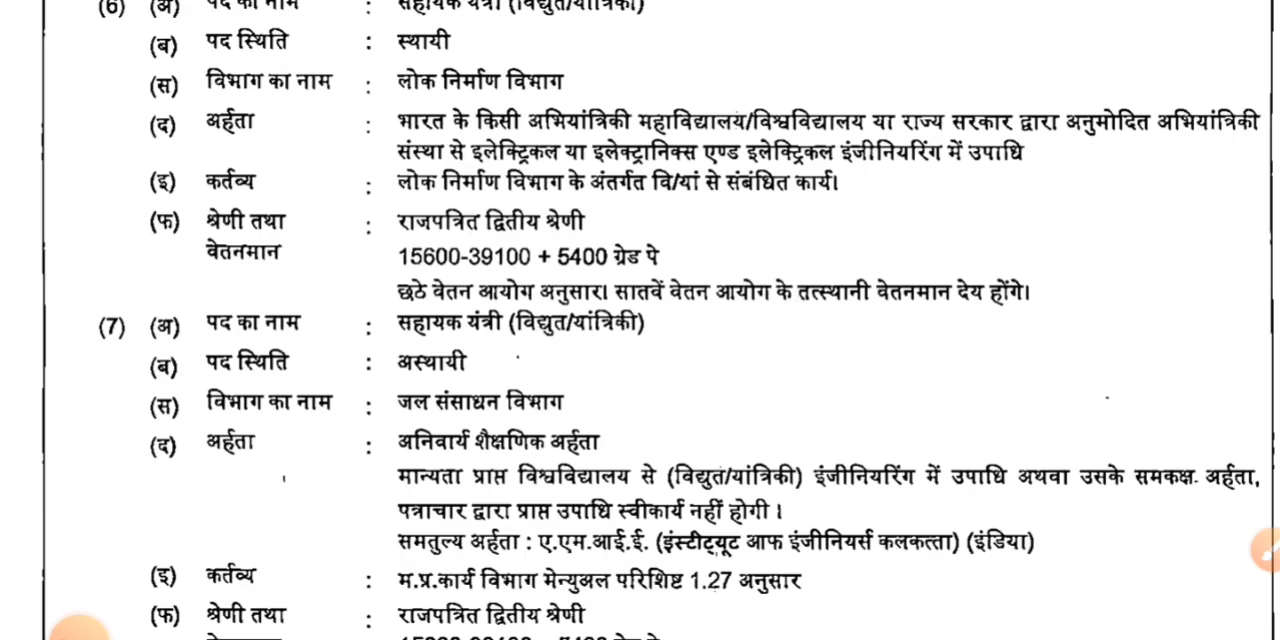 (6) (अ) पद का नाम : सहायक यंत्री (विद्युत/यांत्रिकी)
(ब) पद स्थिति : स्थायी
(स) विभाग का नाम : लोक निर्माण विभाग
(द) अर्हता : भारत के किसी अभियांत्रिकी महाविद्यालय/विश्वविद्यालय या राज्य सरकार द्वारा अनुमोदित अभियांत्रिकी
संस्था से इलेक्ट्रिकल या इलेक्ट्रानिक्स एण्ड इलेक्ट्रिकल इंजीनियरिंग में उपाधि
(इ) कर्तव्य : लोक निर्माण विभाग के अंतर्गत वि/यां से संबंधित कार्य।
(फ) श्रेणी तथा : राजपत्रित द्वितीय श्रेणी
वेतनमान 15600-39100 + 5400 ग्रेड पे
छठे वेतन आयोग अनुसार। सातवें वेतन आयोग के तत्स्थानी वेतनमान देय होंगे।
(7) (अ) पद का नाम : सहायक यंत्री (विद्युत/यांत्रिकी)
(ब) पद स्थिति : अस्थायी
(स) विभाग का नाम : जल संसाधन विभाग
(द) अर्हता : अनिवार्य शैक्षणिक अर्हता
मान्यता प्राप्त विश्वविद्यालय से (विद्युत/यांत्रिकी) इंजीनियरिंग में उपाधि अथवा उसके समकक्ष अर्हता,
पत्राचार द्वारा प्राप्त उपाधि स्वीकार्य नहीं होगी ।
समतुल्य अर्हता : ए.एम.आई.ई. (इंस्टीट्यूट आफ इंजीनियर्स कलकत्ता) (इंडिया)
(इ) कर्तव्य : म.प्र.कार्य विभाग मेन्युअल परिशिष्ट 1.27 अनुसार
(फ) श्रेणी तथा : राजपत्रित द्वितीय श्रेणी